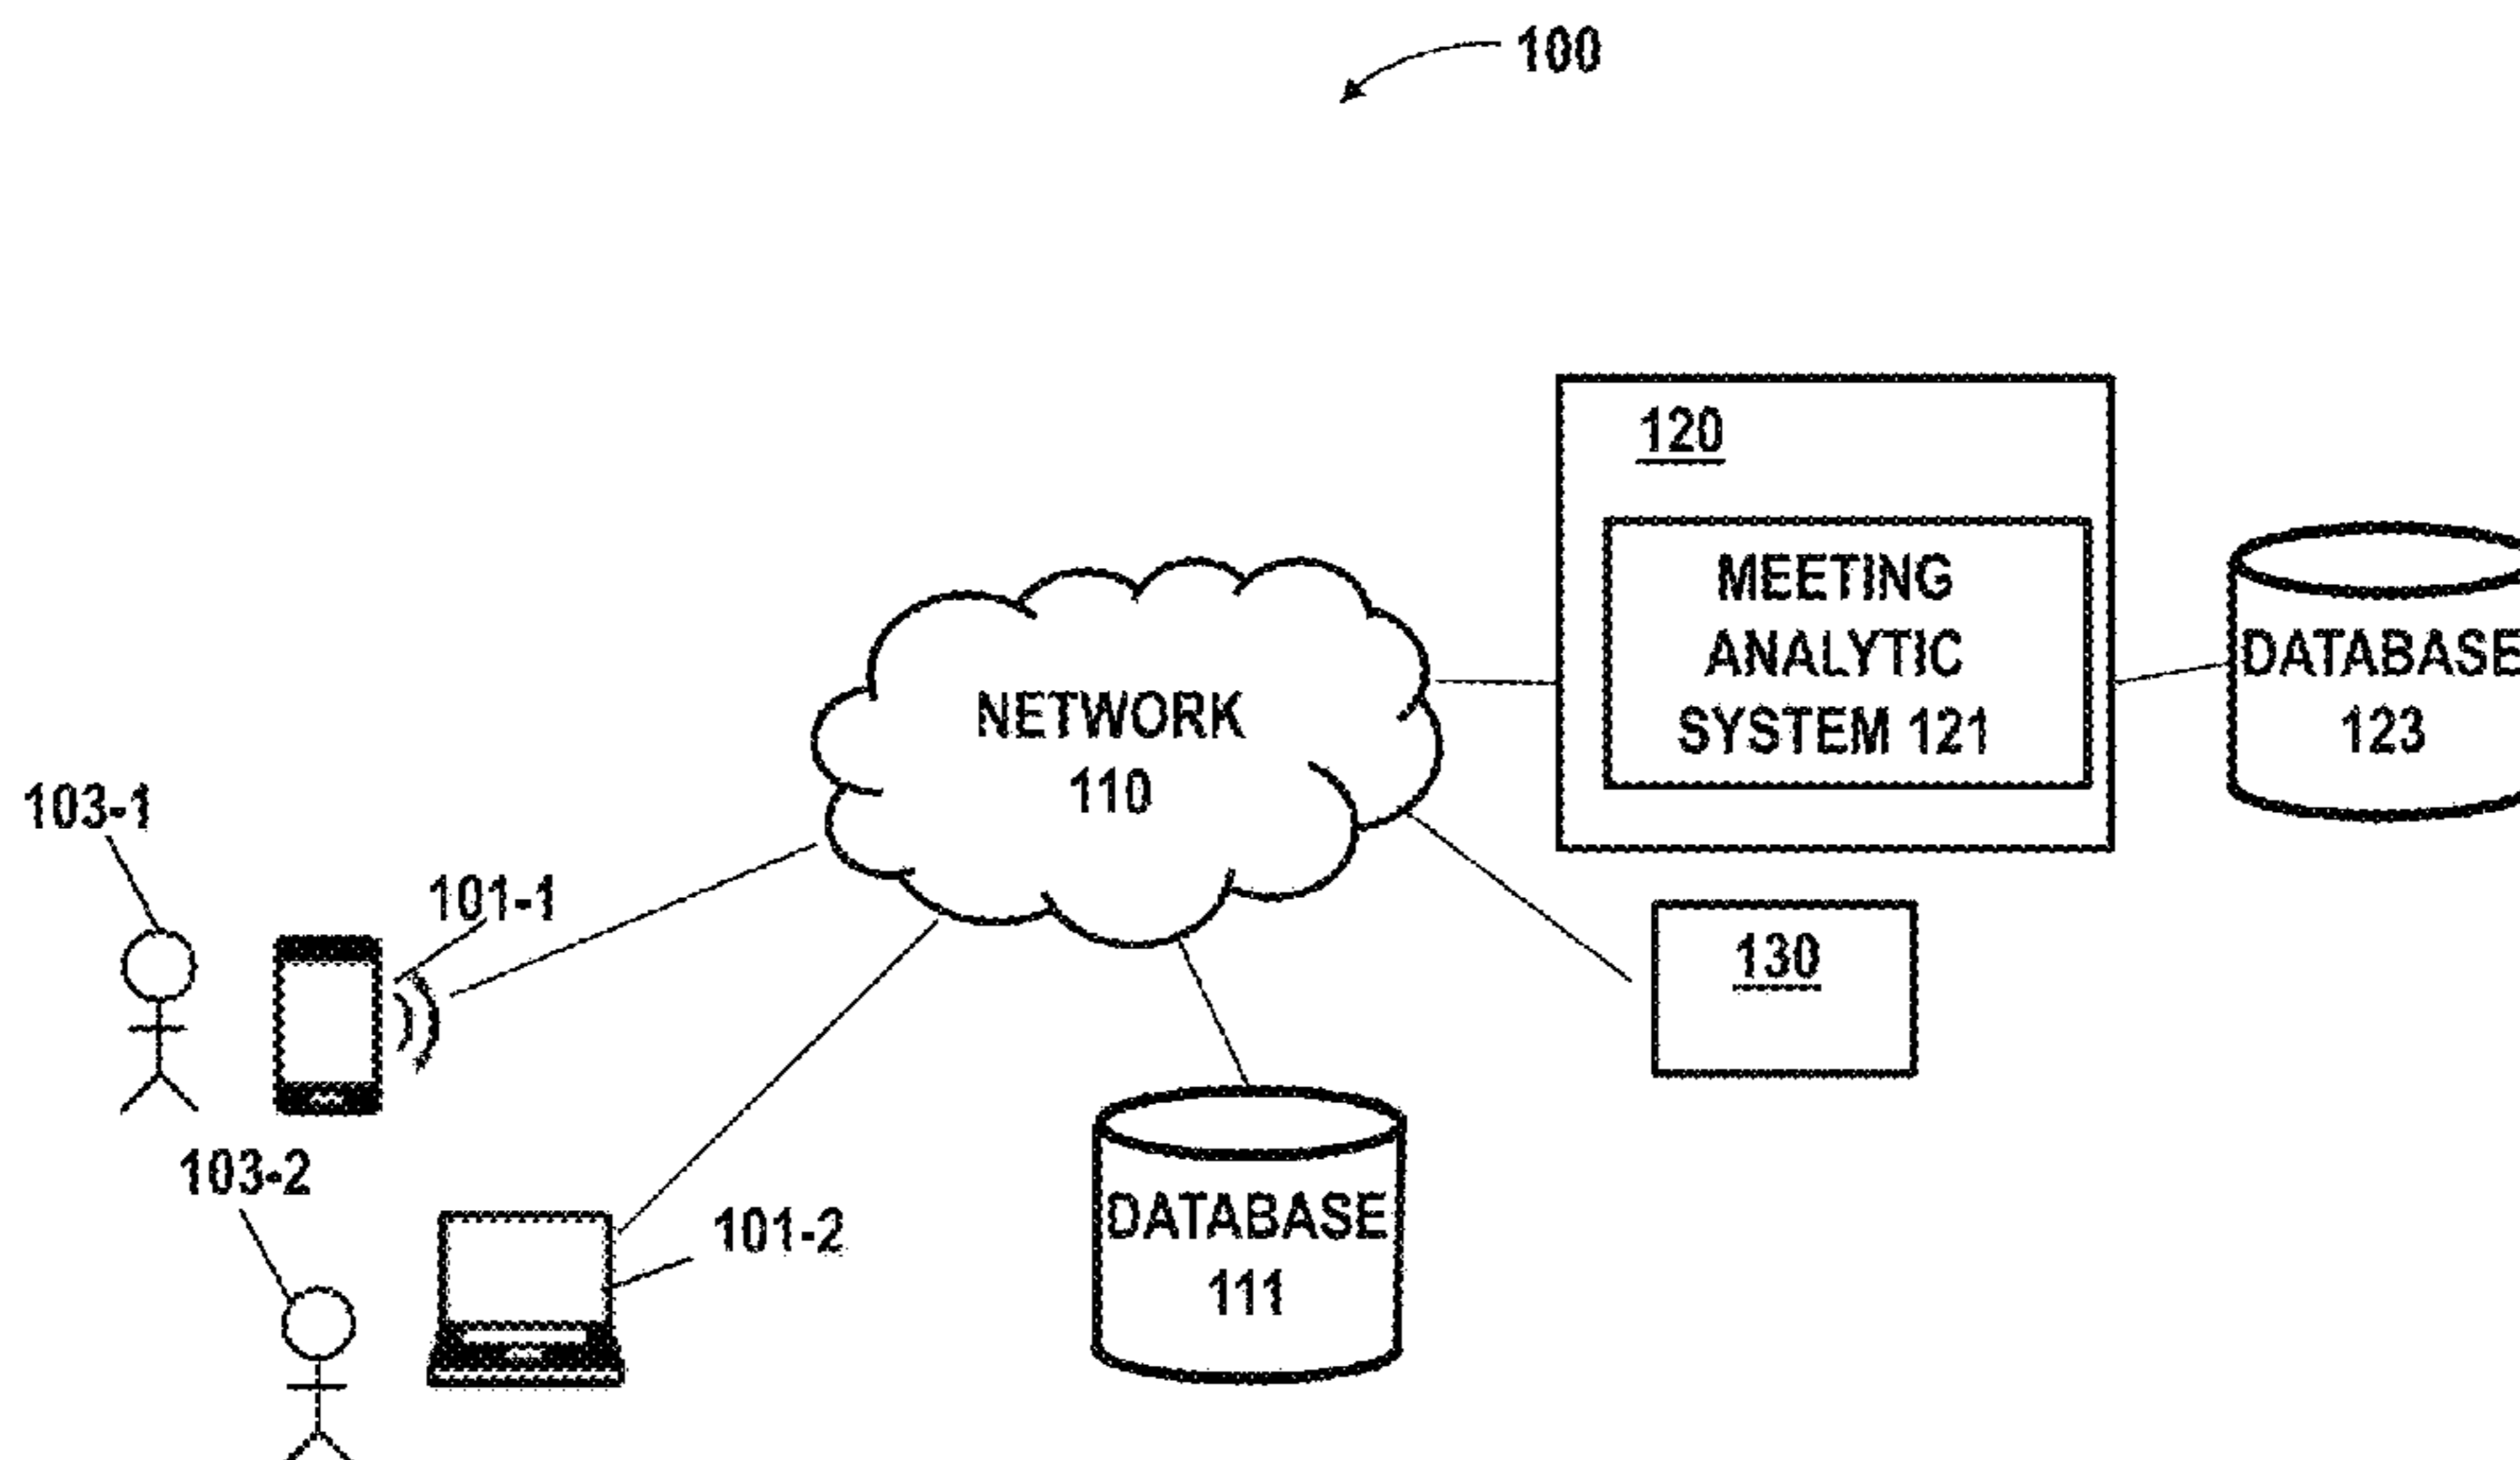 100
120
MEETING
ANALYTIC
SYSTEM 121
DATABASE
123
NETWORK
110
103-1
101-1
130
103-2
101-2
DATABASE
111